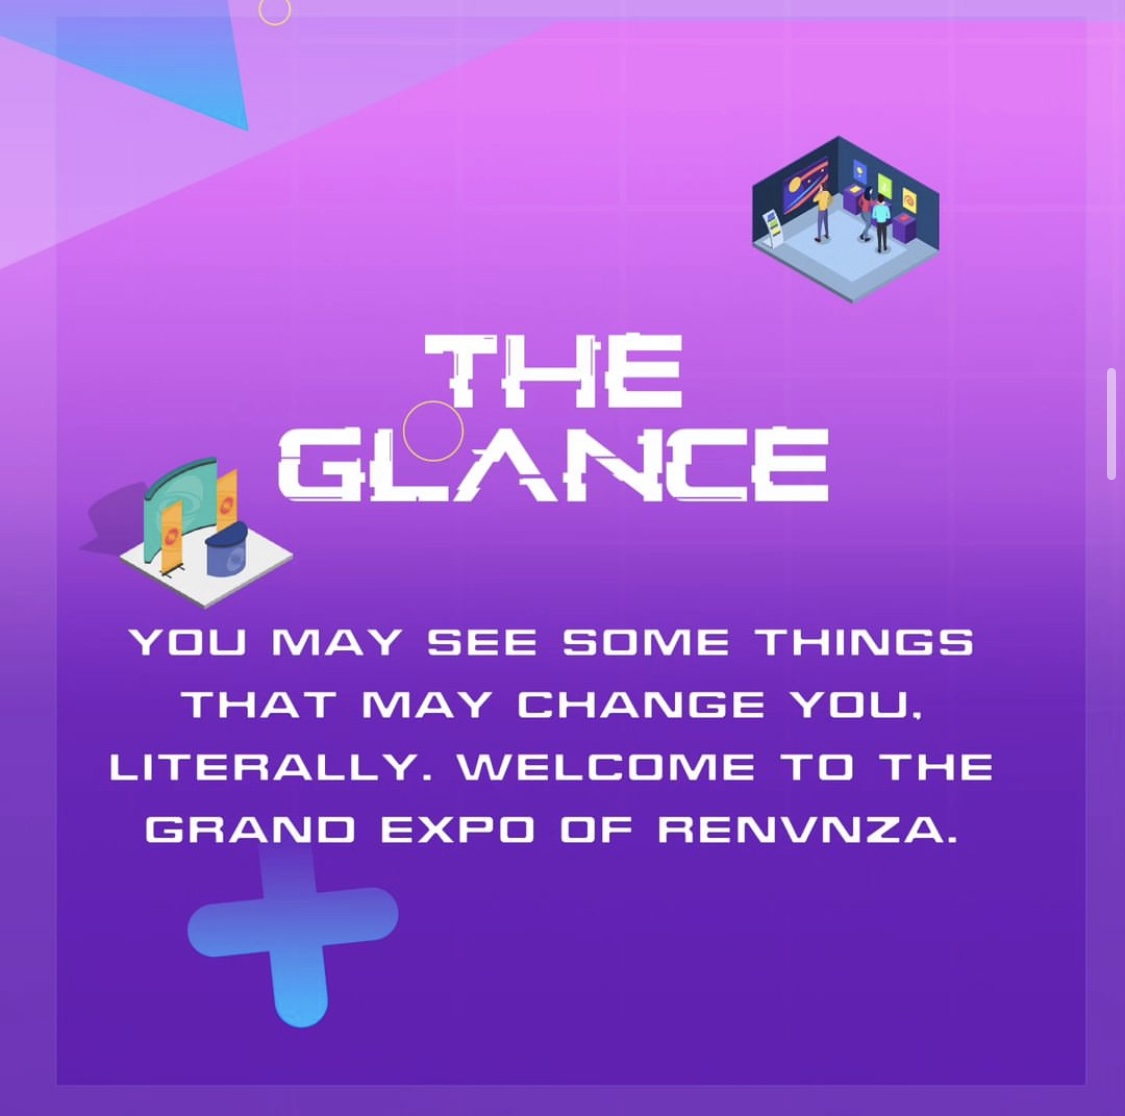 THE
GLANCE
YOU MAY SEE SOME THINGS
THAT MAY CHANGE YOU,
LITERALLY. WELCOME TO THE
GRAND EXPO OF RENVNZA.